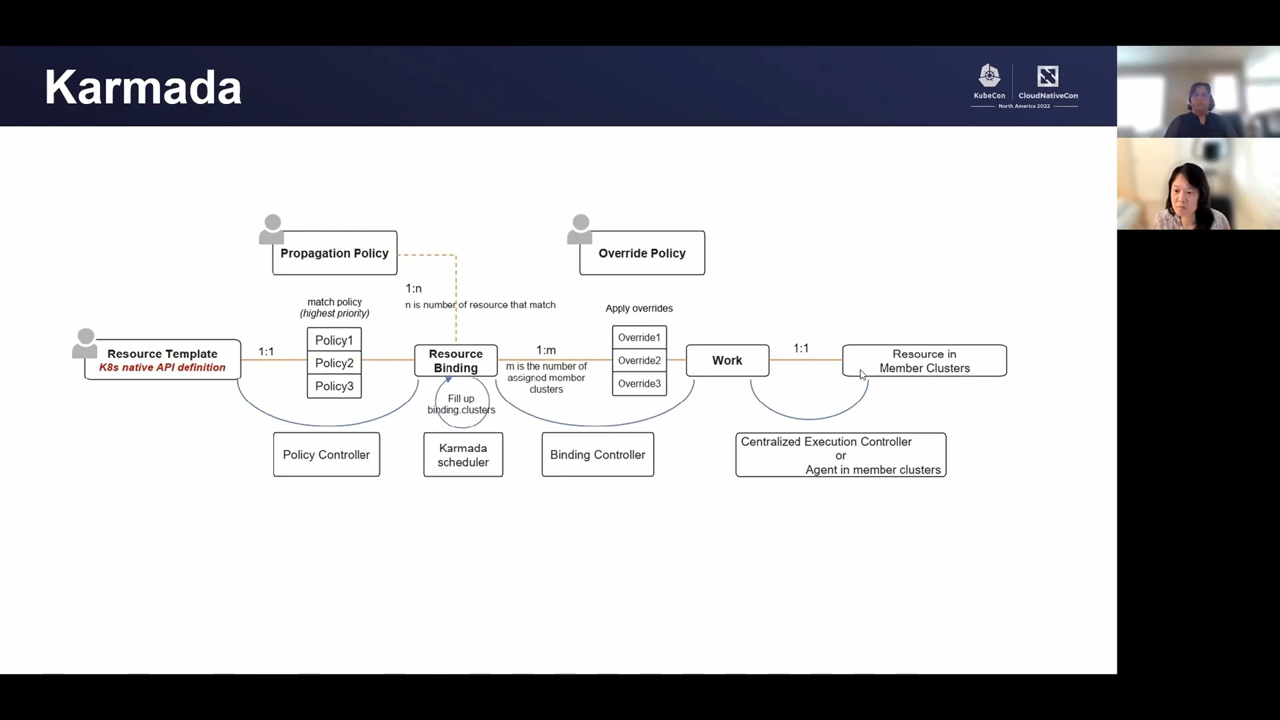 Karmada
KubeCon
CloudNativeCon
North America 2022
Propagation Policy
Override Policy
1:n
n is number of resource that match
match policy
(highest priority)
Apply overrides
Resource Template
K8s native API definition
1:1
Policy1
Policy2
Policy3
Resource
Binding
1:m
m is the number of
assigned member
clusters
Override1
Override2
Override3
Work
1:1
Resource in
Member Clusters
Fill up
binding.clusters
Policy Controller
Karmada
scheduler
Binding Controller
Centralized Execution Controller
or
Agent in member clusters